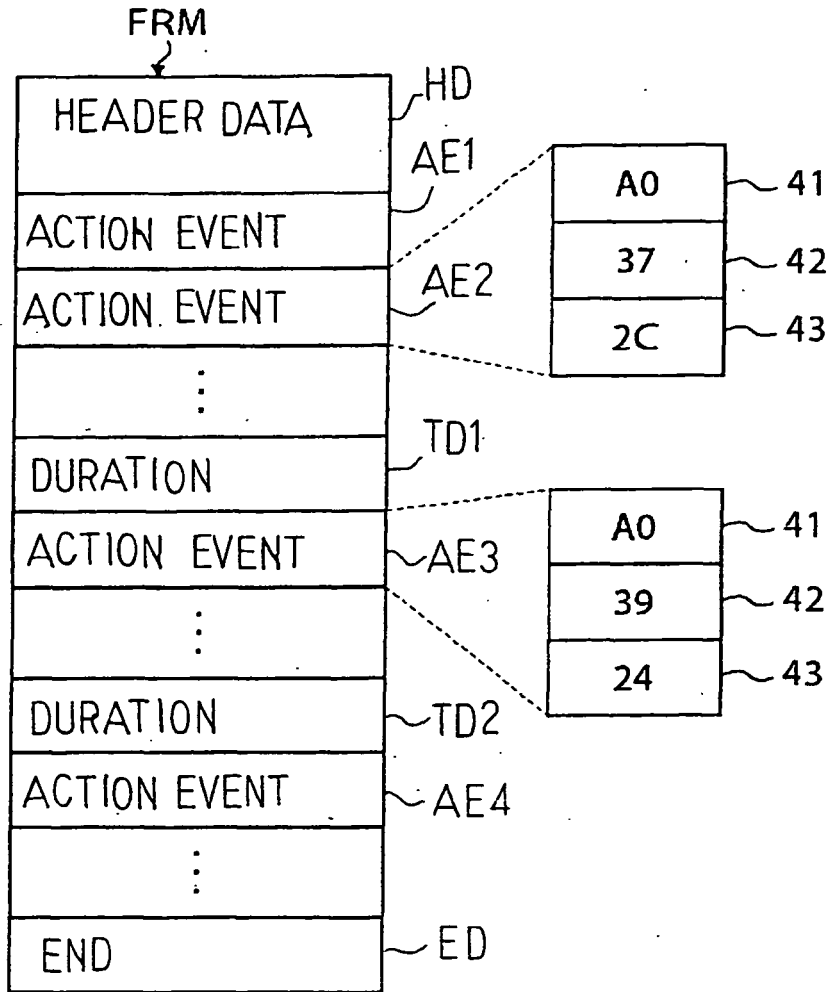 FRM
HEADER DATA
HD
ACTION EVENT
AE1
ACTION EVENT
AE2
A0
41
37
42
2C
43
DURATION
TD1
ACTION EVENT
AE3
A0
41
39
42
24
43
DURATION
TD2
ACTION EVENT
AE4
END
ED